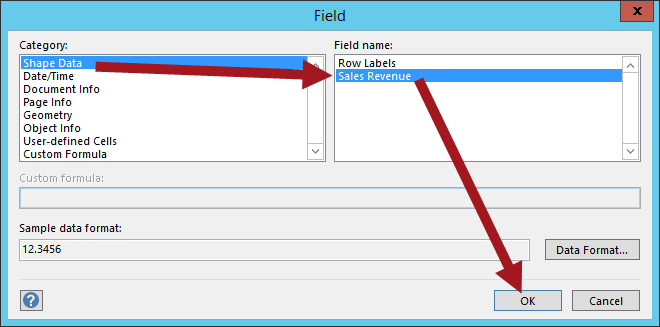 Field
x
Category:
Shape Data
Date/Time
Document Info
Page Info
Geometry
Object Info
User-defined Cells
Custom Formula
Field name:
Row Labels
Sales Revenue
Custom formula:
Sample data format:
12.3456
Data Format...
?
OK
Cancel